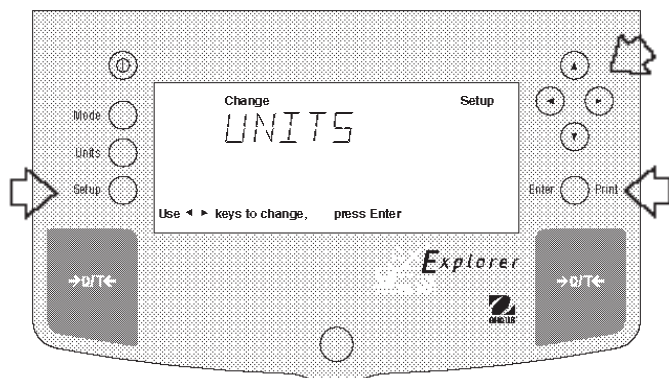 Change Setup
UNITS
Use ◄ ► keys to change, press Enter
Mode
Units
Setup
Enter Print
→0/T←
→0/T←
Explorer
OHAUS